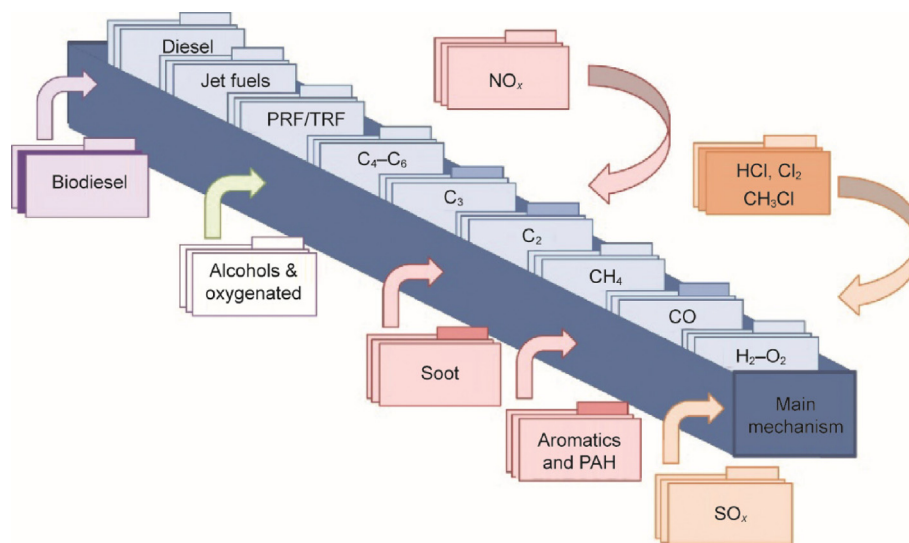 Diesel
Jet fuels
PRF/TRF
C₄–C₆
C₃
C₂
CH₄
CO
H₂–O₂
Main
mechanism
NOₓ
HCl, Cl₂
CH₃Cl
Biodiesel
Alcohols &
oxygenated
Soot
Aromatics
and PAH
SOₓ